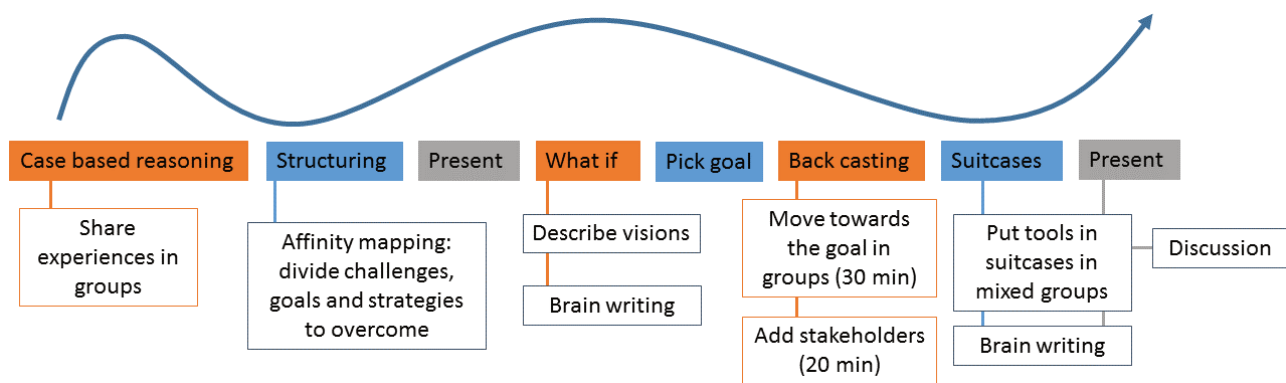 Case based reasoning
Structuring
Present
What if
Pick goal
Back casting
Suitcases
Present
Share
experiences in
groups
Affinity mapping:
divide challenges,
goals and strategies
to overcome
Describe visions
Brain writing
Move towards
the goal in
groups (30 min)
Add stakeholders
(20 min)
Put tools in
suitcases in
mixed groups
Brain writing
Discussion